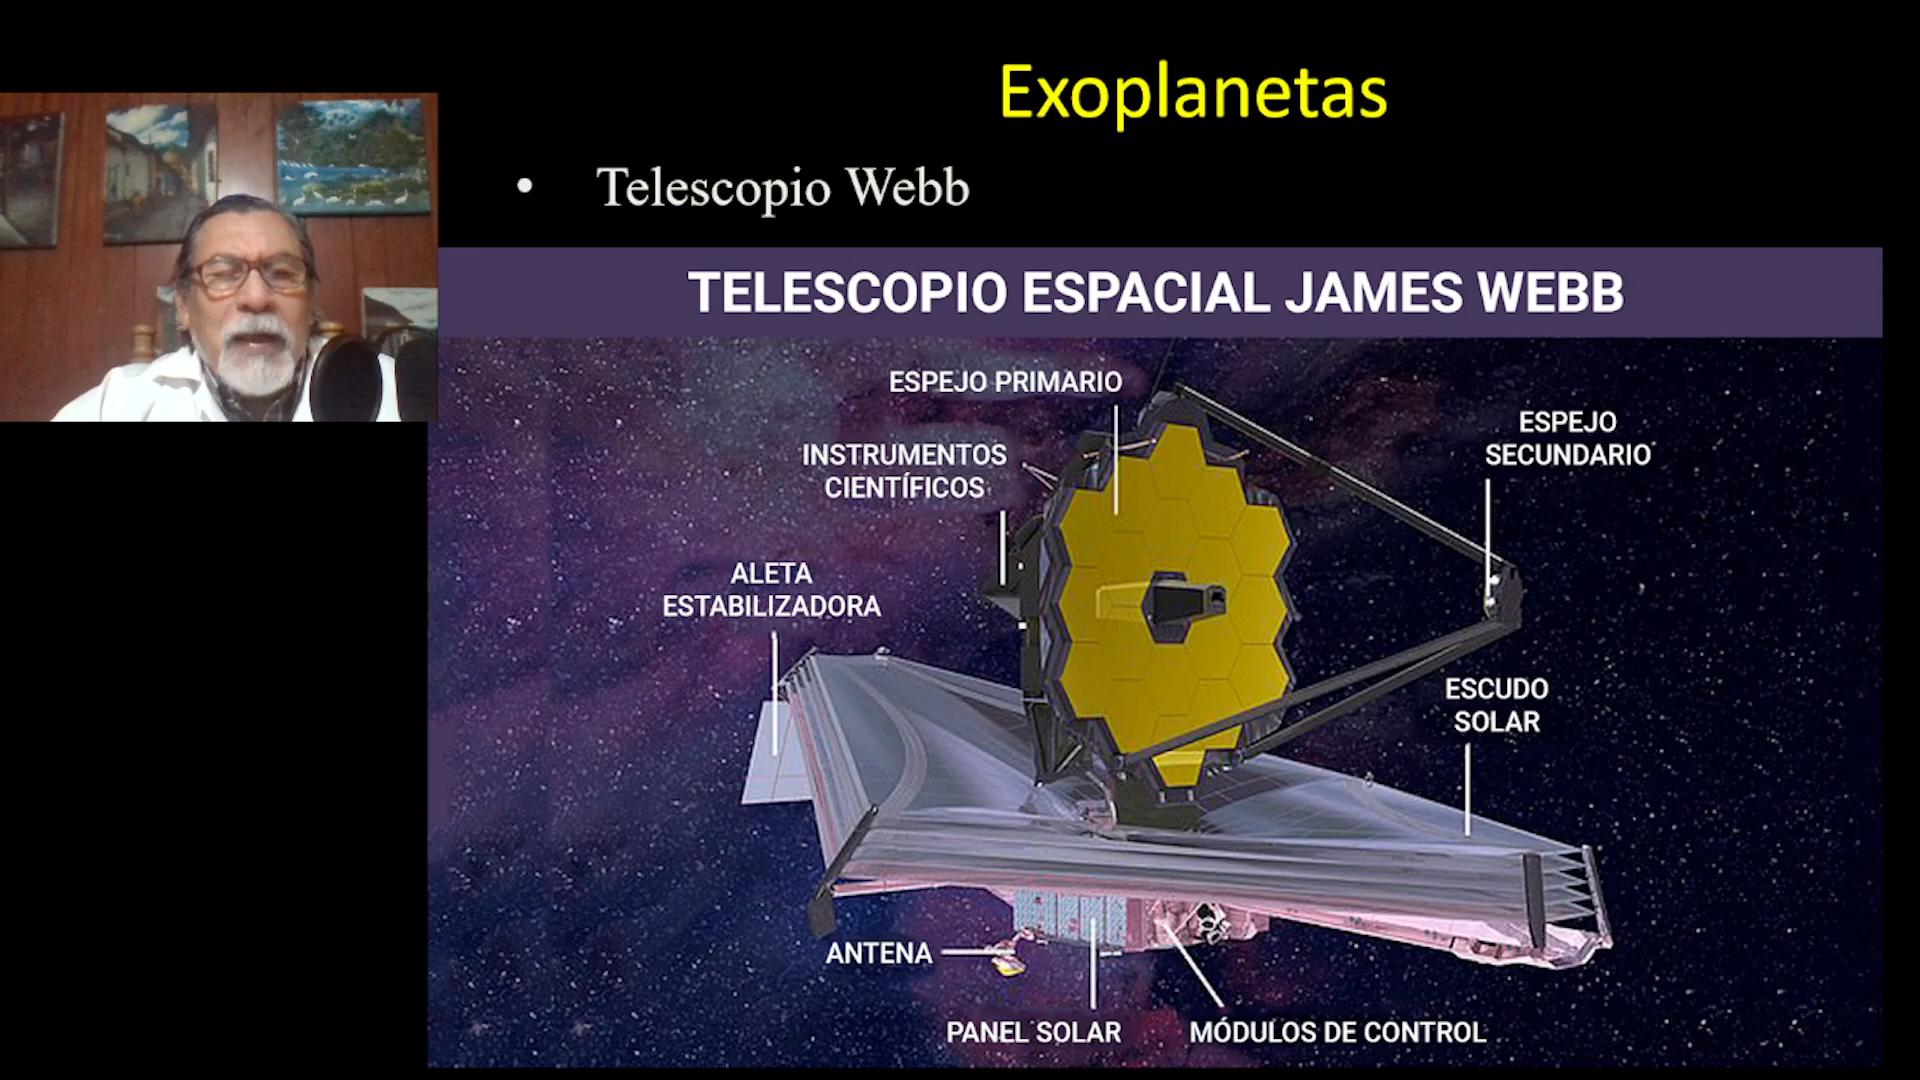 Exoplanetas
• Telescopio Webb
TELESCOPIO ESPACIAL JAMES WEBB
ESPEJO PRIMARIO
ESPEJO
SECUNDARIO
INSTRUMENTOS
CIENTÍFICOS
ALETA
ESTABILIZADORA
ESCUDO
SOLAR
ANTENA
PANEL SOLAR
MÓDULOS DE CONTROL